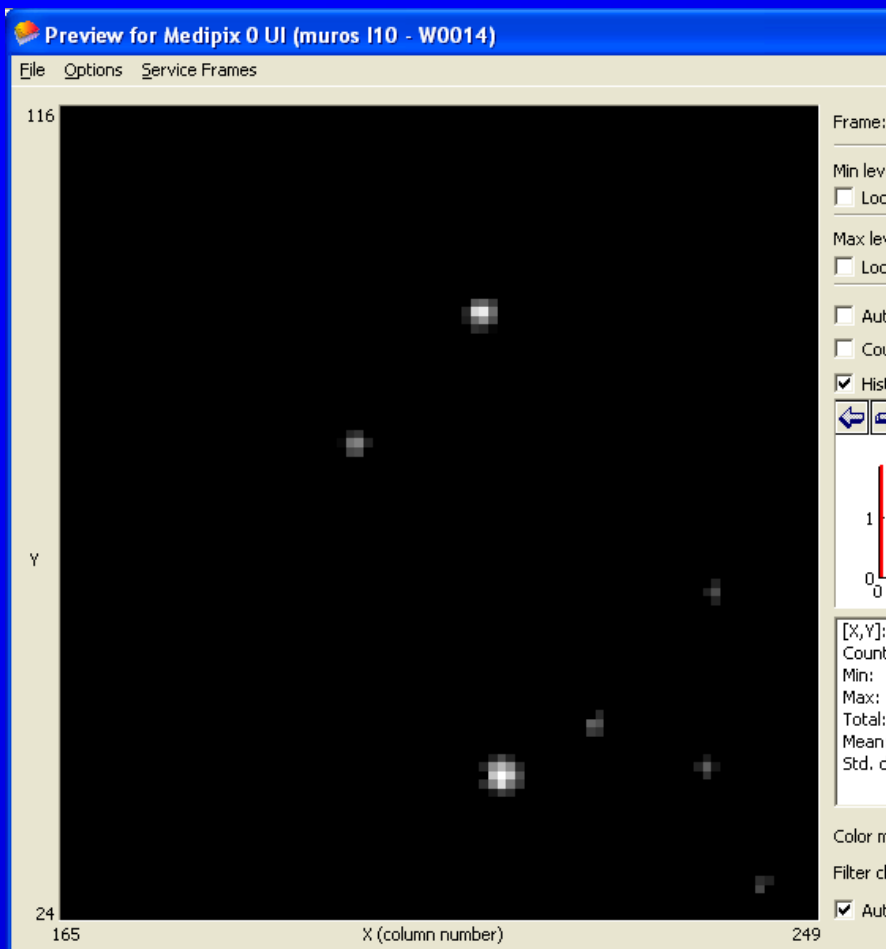 Preview for Medipix 0 UI (muros I10 - W0014)
File Options Service Frames
116
Y
24
165
X (column number)
249
Frame:
Min lev
Loc
Max lev
Loc
Aut
Cou
Hist
1
0
0
[X,Y]:
Count
Min:
Max:
Total:
Mean
Std. d
Color m
Filter ch
Aut